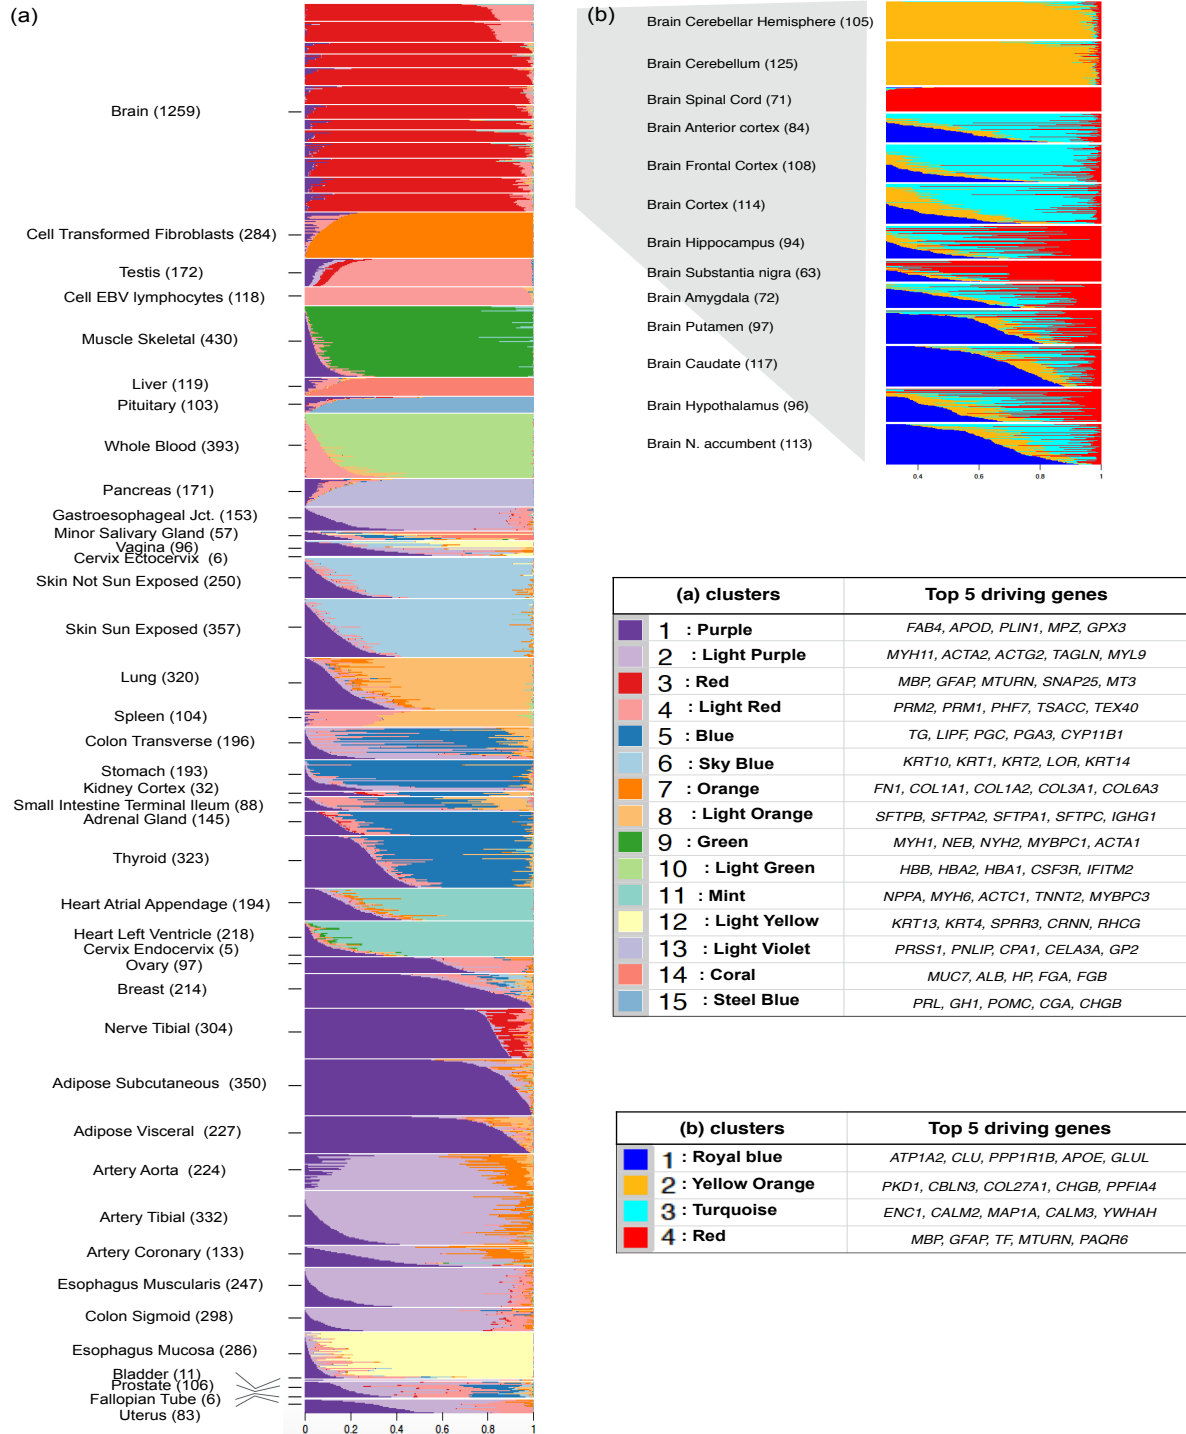 (a)
Brain (1259)
Cell Transformed Fibroblasts (284)
Testis (172)
Cell EBV lymphocytes (118)
Muscle Skeletal (430)
Liver (119)
Pituitary (103)
Whole Blood (393)
Pancreas (171)
Gastroesophageal Jct. (153)
Minor Salivary Gland (57)
Vagina (96)
Cervix Ectocervix (6)
Skin Not Sun Exposed (250)
Skin Sun Exposed (357)
Lung (320)
Spleen (104)
Colon Transverse (196)
Stomach (193)
Kidney Cortex (32)
Small Intestine Terminal Ileum (88)
Adrenal Gland (145)
Thyroid (323)
Heart Atrial Appendage (194)
Heart Left Ventricle (218)
Cervix Endocervix (5)
Ovary (97)
Breast (214)
Nerve Tibial (304)
Adipose Subcutaneous (350)
Adipose Visceral (227)
Artery Aorta (224)
Artery Tibial (332)
Artery Coronary (133)
Esophagus Muscularis (247)
Colon Sigmoid (298)
Esophagus Mucosa (286)
Bladder (11)
Prostate (106)
Fallopian Tube (6)
Uterus (83)
0 0.2 0.4 0.6 0.8 1
(b)
Brain Cerebellar Hemisphere (105)
Brain Cerebellum (125)
Brain Spinal Cord (71)
Brain Anterior cortex (84)
Brain Frontal Cortex (108)
Brain Cortex (114)
Brain Hippocampus (94)
Brain Substantia nigra (63)
Brain Amygdala (72)
Brain Putamen (97)
Brain Caudate (117)
Brain Hypothalamus (96)
Brain N. accumbent (113)
0.4 0.6 0.8 1
(a) clusters Top 5 driving genes
1 : Purple FAB4, APOD, PLIN1, MPZ, GPX3
2 : Light Purple MYH11, ACTA2, ACTG2, TAGLN, MYL9
3 : Red MBP, GFAP, MTURN, SNAP25, MT3
4 : Light Red PRM2, PRM1, PHF7, TSACC, TEX40
5 : Blue TG, LIPF, PGC, PGA3, CYP11B1
6 : Sky Blue KRT10, KRT1, KRT2, LOR, KRT14
7 : Orange FN1, COL1A1, COL1A2, COL3A1, COL6A3
8 : Light Orange SFTPB, SFTPA2, SFTPA1, SFTPC, IGHG1
9 : Green MYH1, NEB, NYH2, MYBPC1, ACTA1
10 : Light Green HBB, HBA2, HBA1, CSF3R, IFITM2
11 : Mint NPPA, MYH6, ACTC1, TNNT2, MYBPC3
12 : Light Yellow KRT13, KRT4, SPRR3, CRNN, RHCG
13 : Light Violet PRSS1, PNLIP, CPA1, CELA3A, GP2
14 : Coral MUC7, ALB, HP, FGA, FGB
15 : Steel Blue PRL, GH1, POMC, CGA, CHGB
(b) clusters Top 5 driving genes
1 : Royal blue ATP1A2, CLU, PPP1R1B, APOE, GLUL
2 : Yellow Orange PKD1, CBLN3, COL27A1, CHGB, PPFIA4
3 : Turquoise ENC1, CALM2, MAP1A, CALM3, YWHAH
4 : Red MBP, GFAP, TF, MTURN, PAQR6